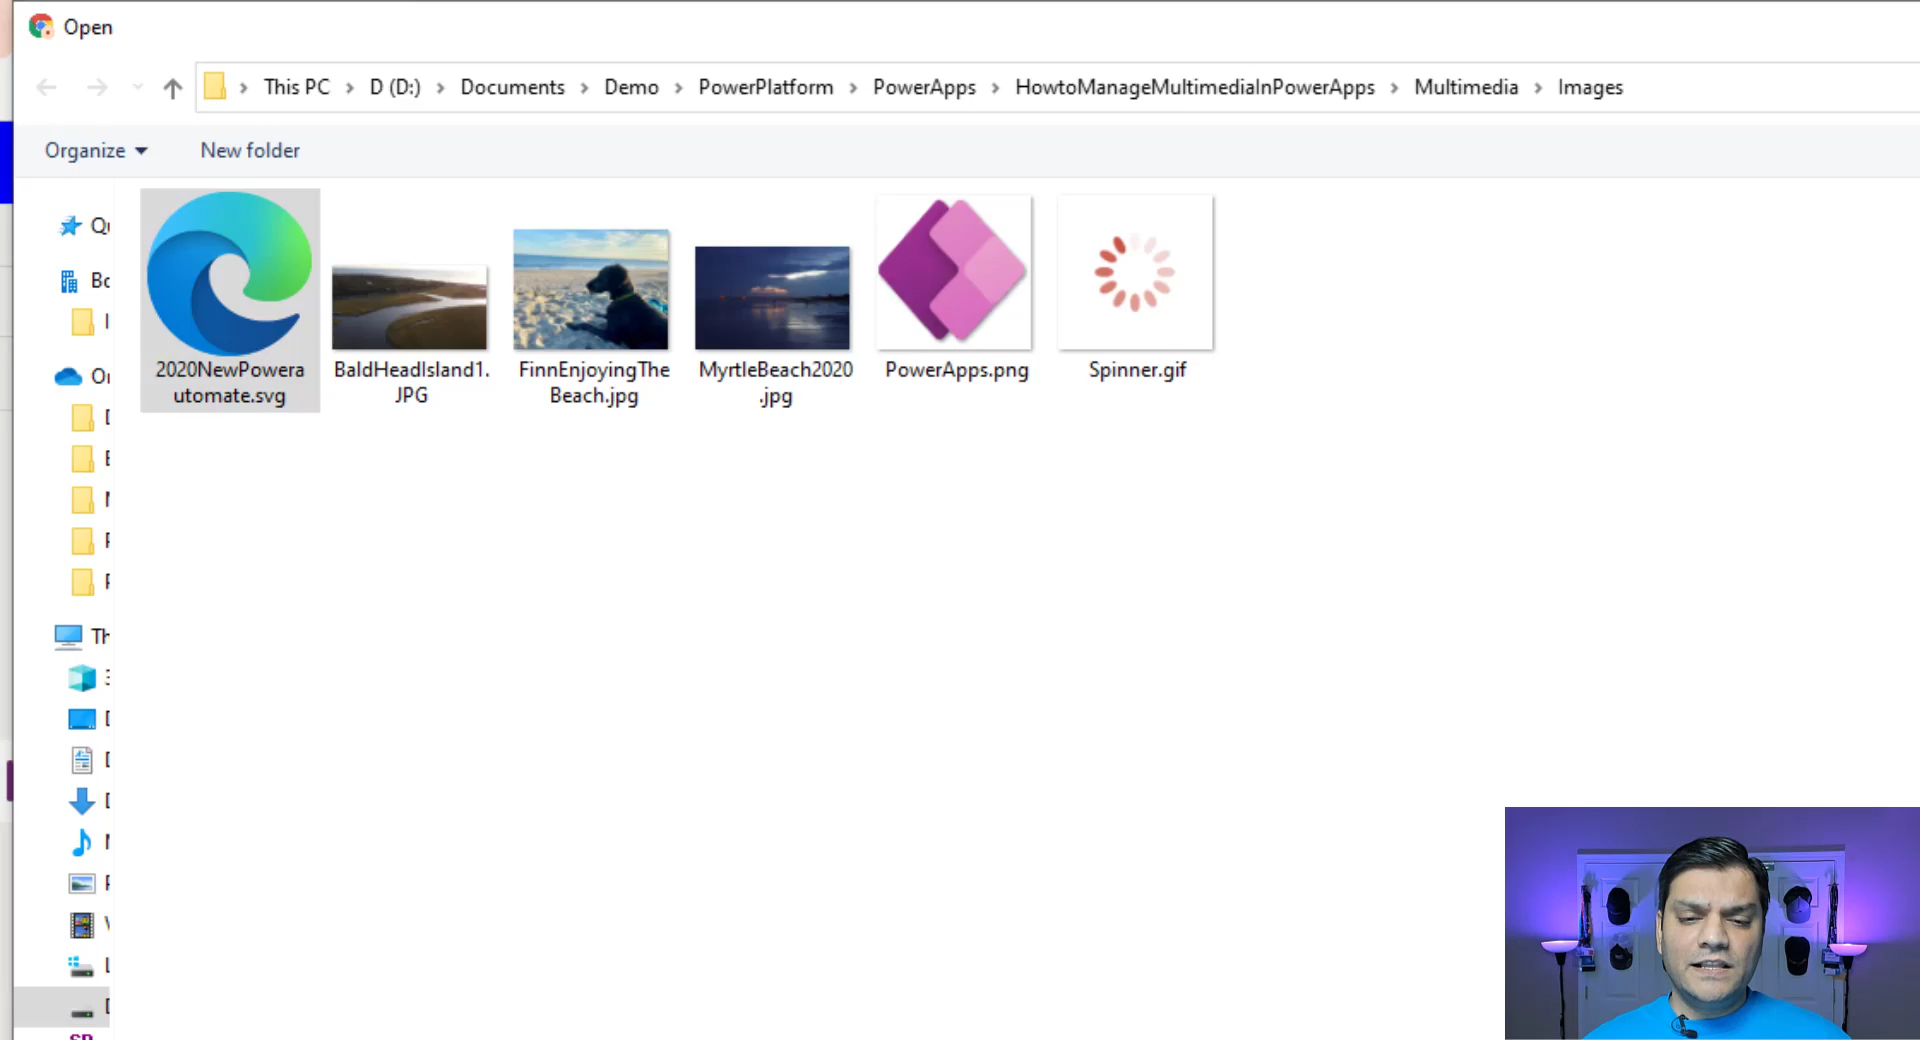 Open
This PC > D (D:) > Documents > Demo > PowerPlatform > PowerApps > HowtoManageMultimediaInPowerApps > Multimedia > Images
Organize
New folder
2020NewPowera
utomate.svg
BaldHeadIsland1.
JPG
FinnEnjoyingThe
Beach.jpg
MyrtleBeach2020
.jpg
PowerApps.png
Spinner.gif